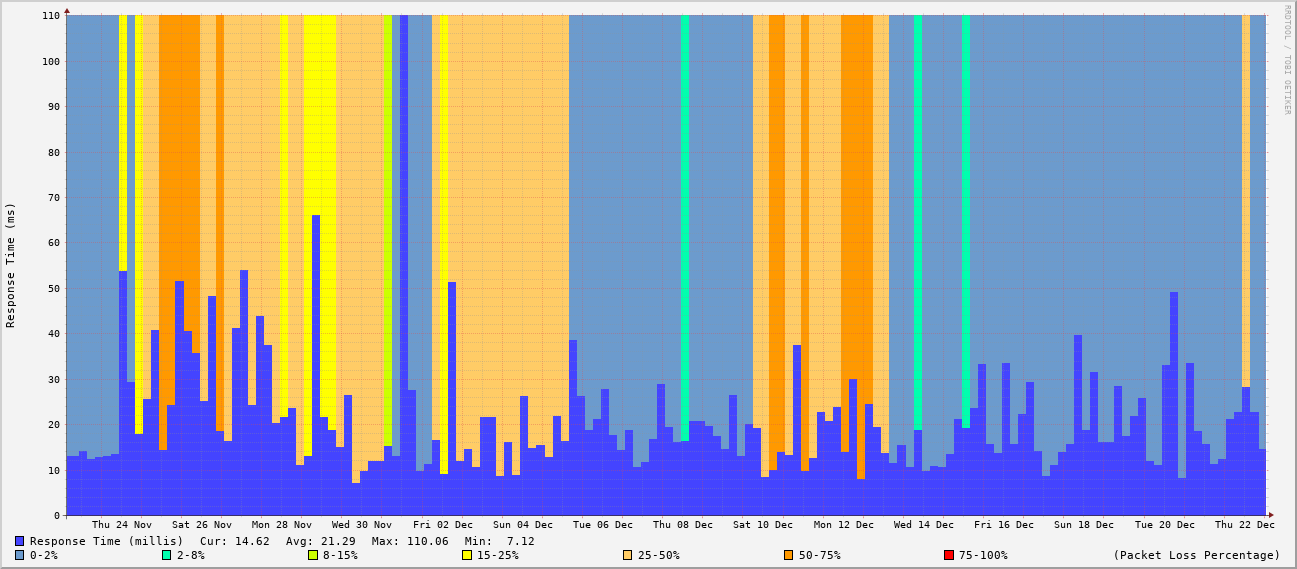 RRDTOOL / TOBI OETIKER
Response Time (ms)
110
100
90
80
70
60
50
40
30
20
10
0
Thu 24 Nov Sat 26 Nov Mon 28 Nov Wed 30 Nov Fri 02 Dec Sun 04 Dec Tue 06 Dec Thu 08 Dec Sat 10 Dec Mon 12 Dec Wed 14 Dec Fri 16 Dec Sun 18 Dec Tue 20 Dec Thu 22 Dec
Response Time (millis) Cur: 14.62 Avg: 21.29 Max: 110.06 Min: 7.12
0-2% 2-8% 8-15% 15-25% 25-50% 50-75% 75-100% (Packet Loss Percentage)